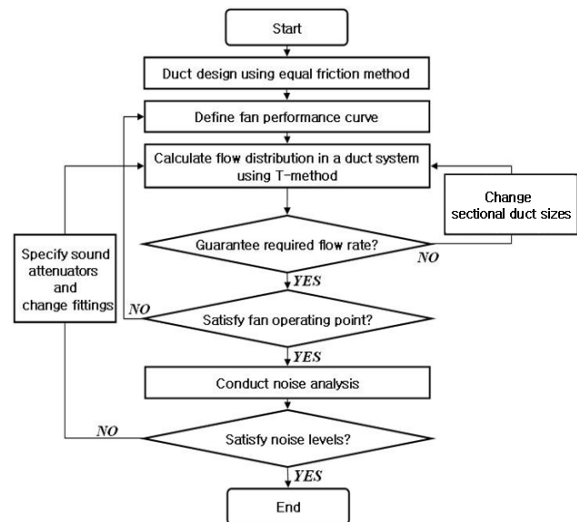 Start
Duct design using equal friction method
Define fan performance curve
Calculate flow distribution in a duct system
using T-method
Change
sectional duct sizes
Guarantee required flow rate?
NO
YES
Specify sound
attenuators
and
change fittings
NO
Satisfy fan operating point?
YES
Conduct noise analysis
NO
Satisfy noise levels?
YES
End